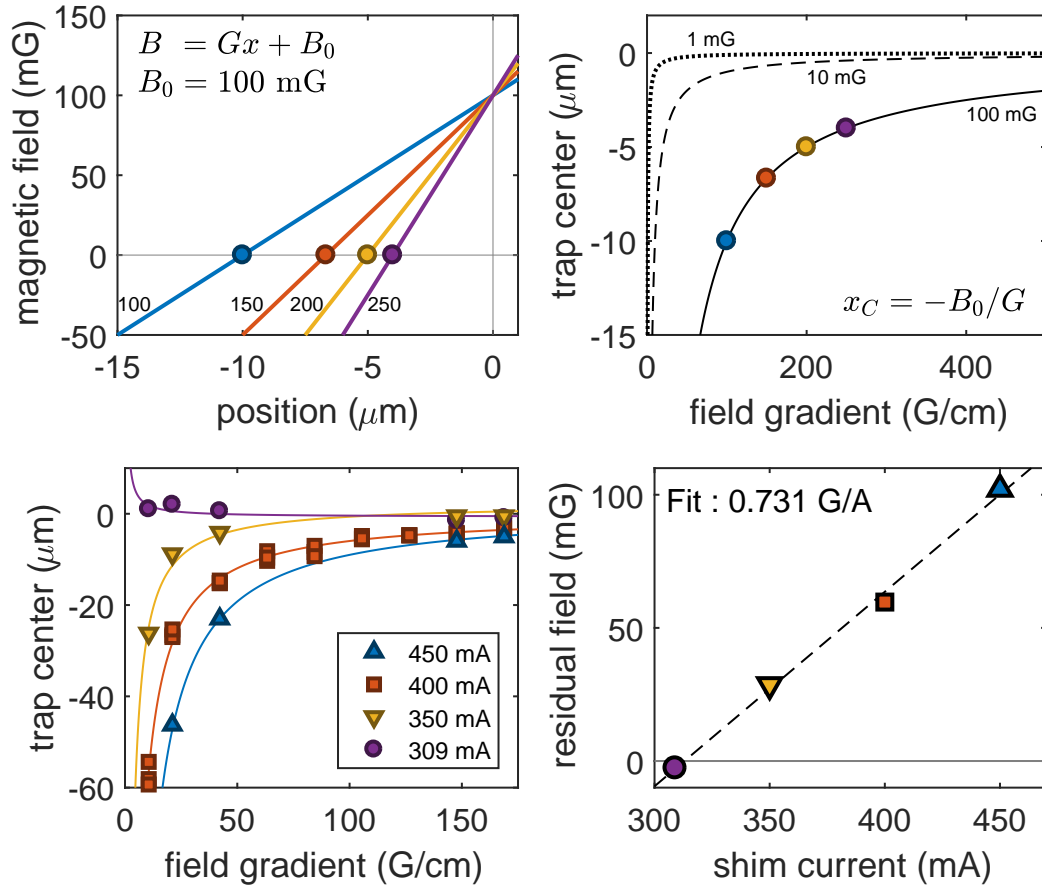 B = Gx + B₀
B₀ = 100 mG
magnetic field (mG)
100
50
0
-50
100
150
200
250
-15
-10
-5
0
position (μm)
1 mG
10 mG
100 mG
trap center (μm)
0
-5
-10
-15
x_C = −B₀/G
0
200
400
field gradient (G/cm)
trap center (μm)
0
-20
-40
-60
450 mA
400 mA
350 mA
309 mA
0
50
100
150
field gradient (G/cm)
Fit : 0.731 G/A
residual field (mG)
100
50
0
300
350
400
450
shim current (mA)